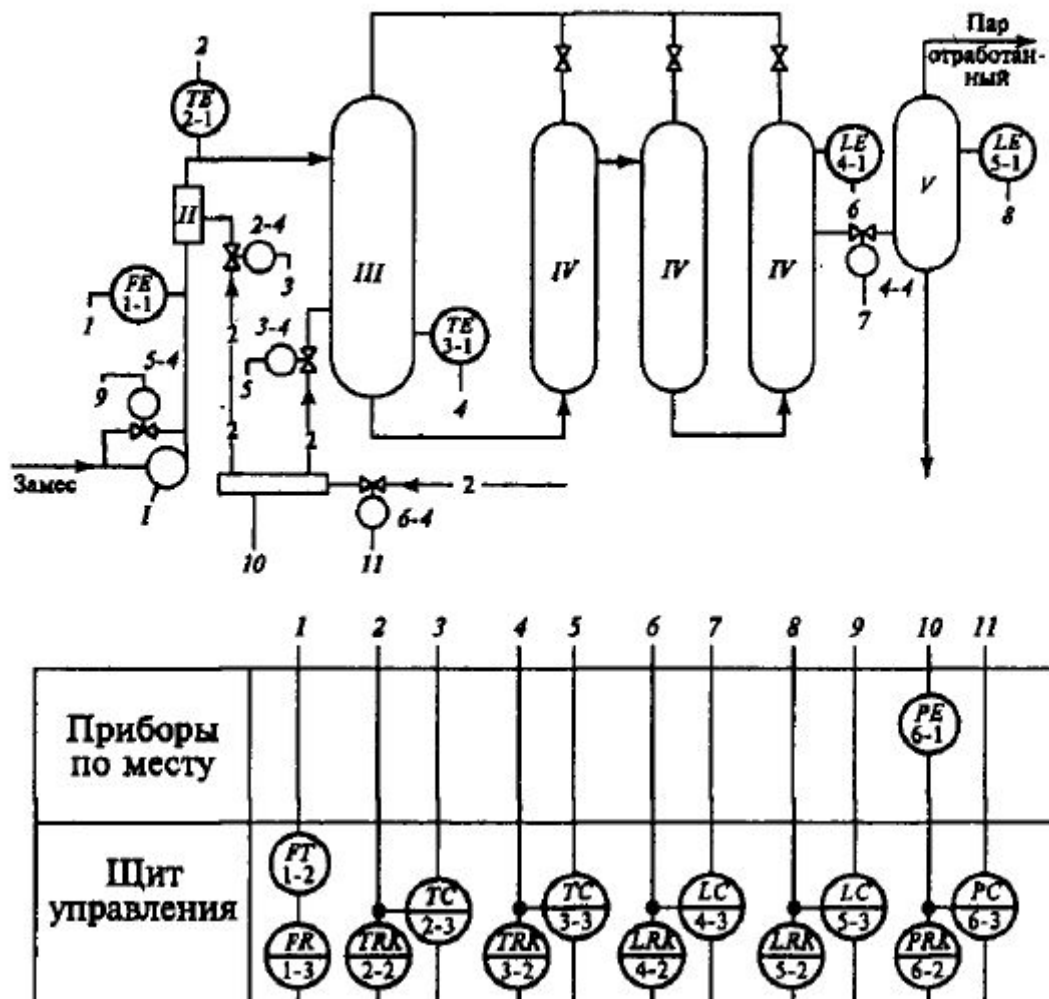 2
TE
2-1
Пар
отработан-
ный
LE
4-1
LE
5-1
II
2-4
3
III
IV
IV
IV
V
6
8
FE
1-1
1
2
3-4
5
TE
3-1
4
4-4
7
5-4
9
2
2
Замес
I
2
6-4
10
11
1 2 3 4 5 6 7 8 9 10 11
Приборы
по месту
PE
6-1
Щит
управления
FT
1-2
TC
2-3
TC
3-3
LC
4-3
LC
5-3
PC
6-3
FR
1-3
TRK
2-2
TRK
3-2
LRK
4-2
LRK
5-2
PRK
6-2